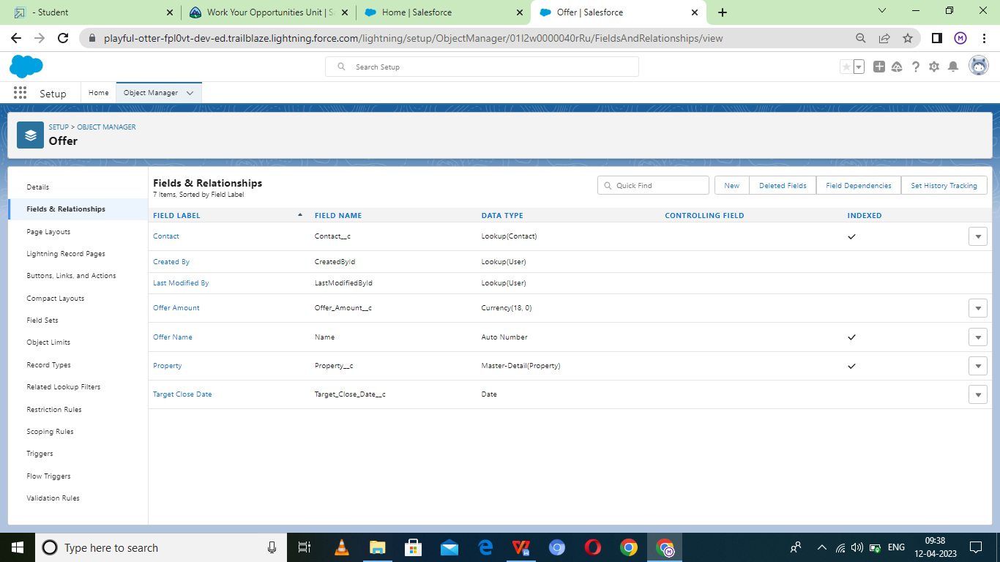 - Student
Work Your Opportunities Unit | S
Home | Salesforce
Offer | Salesforce
playful-otter-fpl0vt-dev-ed.trailblaze.lightning.force.com/lightning/setup/ObjectManager/01I2w0000040rRu/FieldsAndRelationships/view
M
Search Setup
Setup
Home
Object Manager
SETUP > OBJECT MANAGER
Offer
Details
Fields & Relationships
Page Layouts
Lightning Record Pages
Buttons, Links, and Actions
Compact Layouts
Field Sets
Object Limits
Record Types
Related Lookup Filters
Restriction Rules
Scoping Rules
Triggers
Flow Triggers
Validation Rules
Fields & Relationships
7 Items, Sorted by Field Label
Quick Find
New
Deleted Fields
Field Dependencies
Set History Tracking
FIELD LABEL FIELD NAME DATA TYPE CONTROLLING FIELD INDEXED
Contact Contact__c Lookup(Contact)
Created By CreatedById Lookup(User)
Last Modified By LastModifiedById Lookup(User)
Offer Amount Offer_Amount__c Currency(18, 0)
Offer Name Name Auto Number
Property Property__c Master-Detail(Property)
Target Close Date Target_Close_Date__c Date
Type here to search
ENG
09:38
12-04-2023